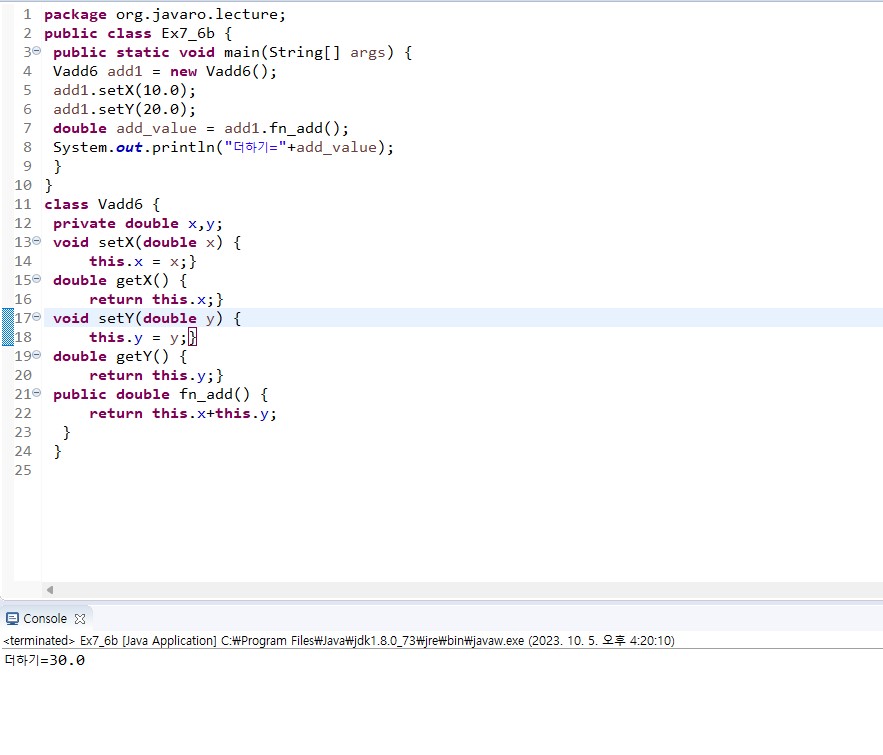 1 package org.javaro.lecture;
2 public class Ex7_6b {
3 public static void main(String[] args) {
4 Vadd6 add1 = new Vadd6();
5 add1.setX(10.0);
6 add1.setY(20.0);
7 double add_value = add1.fn_add();
8 System.out.println("더하기="+add_value);
9 }
10 }
11 class Vadd6 {
12 private double x,y;
13 void setX(double x) {
14 this.x = x;}
15 double getX() {
16 return this.x;}
17 void setY(double y) {
18 this.y = y;}
19 double getY() {
20 return this.y;}
21 public double fn_add() {
22 return this.x+this.y;
23 }
24 }
25
Console
<terminated> Ex7_6b [Java Application] C:₩Program Files₩Java₩jdk1.8.0_73₩jre₩bin₩javaw.exe (2023. 10. 5. 오후 4:20:10)
더하기=30.0